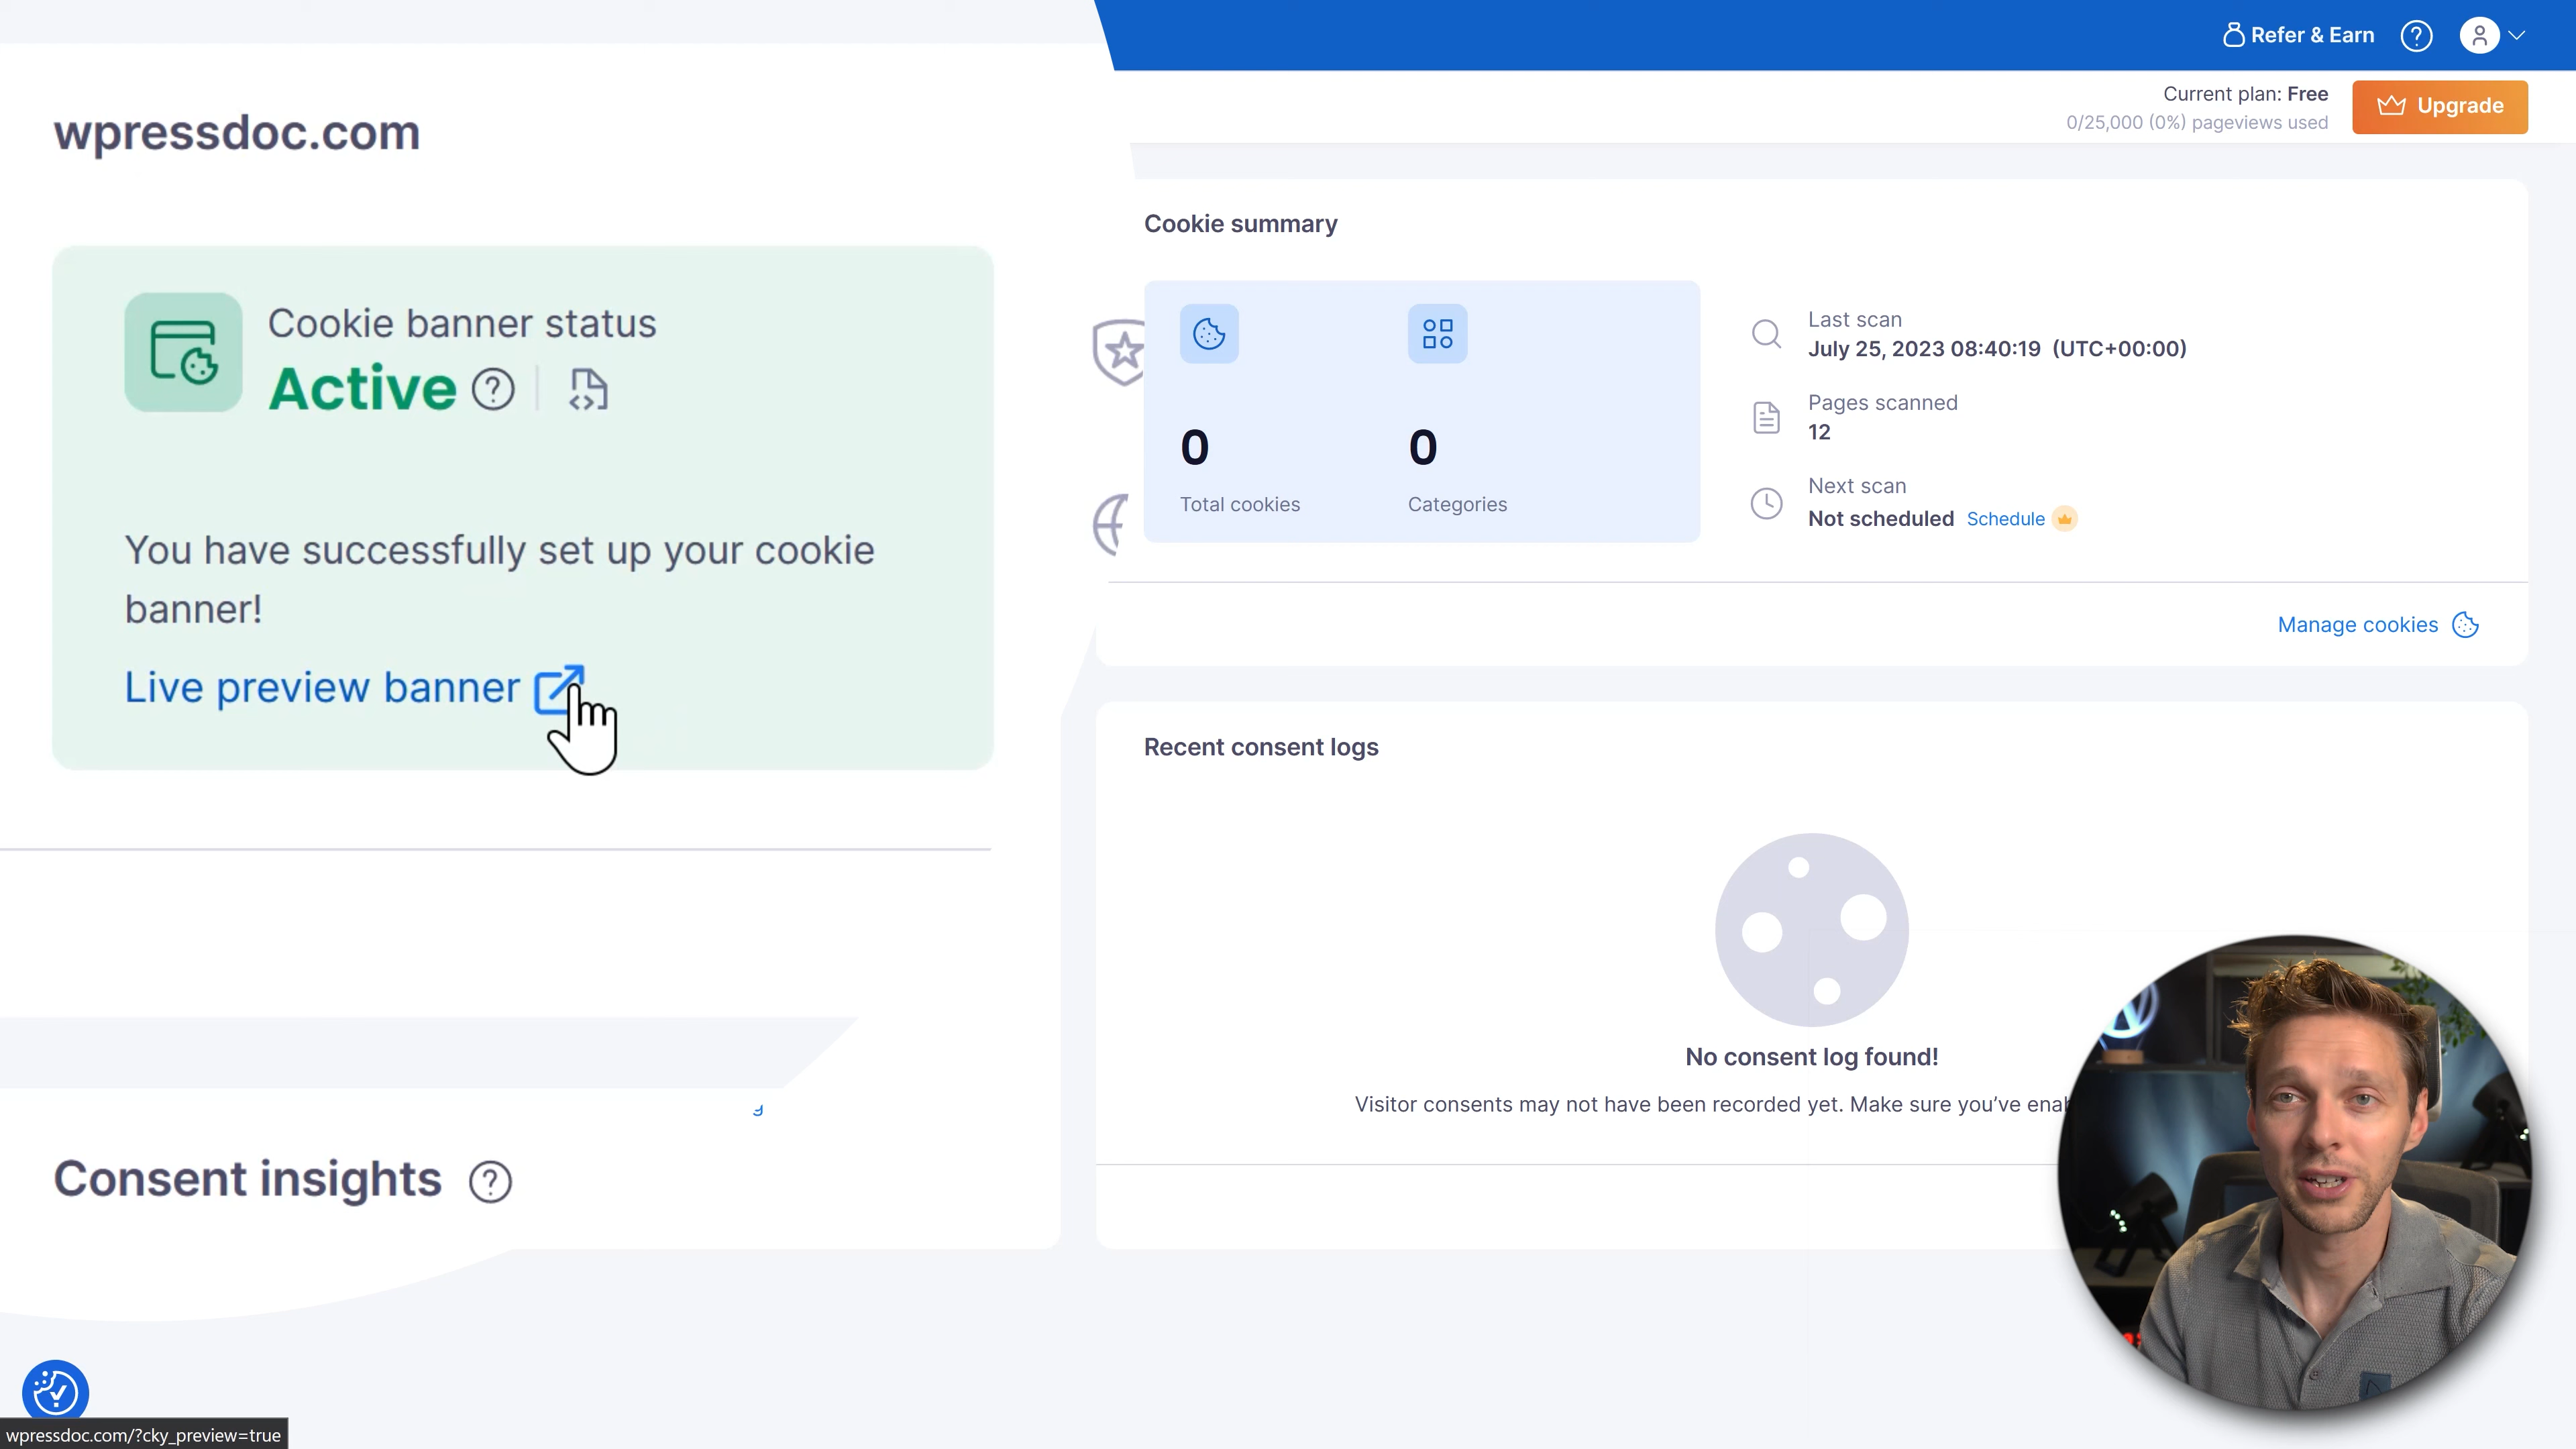 Refer & Earn
Current plan: Free
0/25,000 (0%) pageviews used
Upgrade
wpressdoc.com
Cookie banner status
Active
You have successfully set up your cookie
banner!
Live preview banner
Cookie summary
0
Total cookies
0
Categories
Last scan
July 25, 2023 08:40:19 (UTC+00:00)
Pages scanned
12
Next scan
Not scheduled Schedule
Manage cookies
Recent consent logs
No consent log found!
Visitor consents may not have been recorded yet. Make sure you've
Consent insights
wpressdoc.com/?cky_preview=true